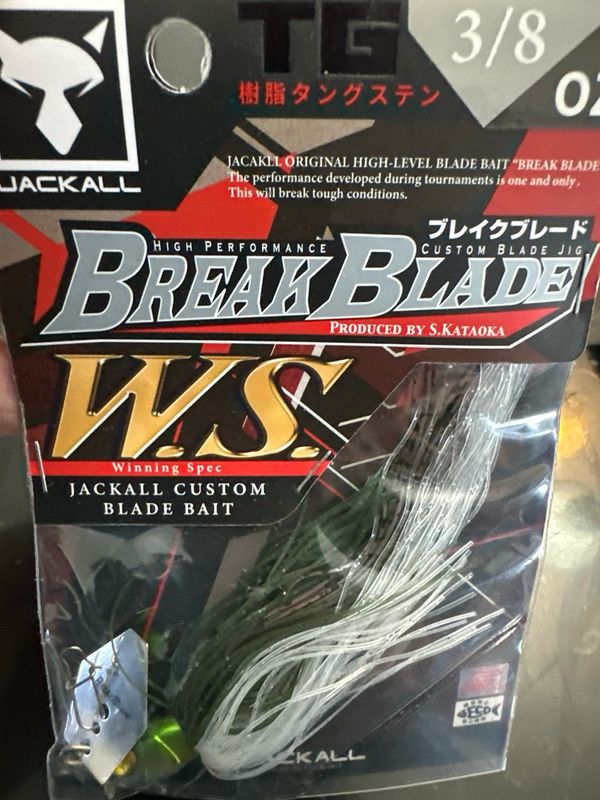 TG
3/8
OZ
樹脂タングステン
JACKALL
JACAKLL ORIGINAL HIGH-LEVEL BLADE BAIT "BREAK BLADE
The performance developed during tournaments is one and only.
This will break tough conditions.
ブレイクブレード
HIGH PERFORMANCE CUSTOM BLADE JIG
BREAK BLADE
PRODUCED BY S.KATAOKA
W.S.
Winning Spec
JACKALL CUSTOM
BLADE BAIT
JACKALL